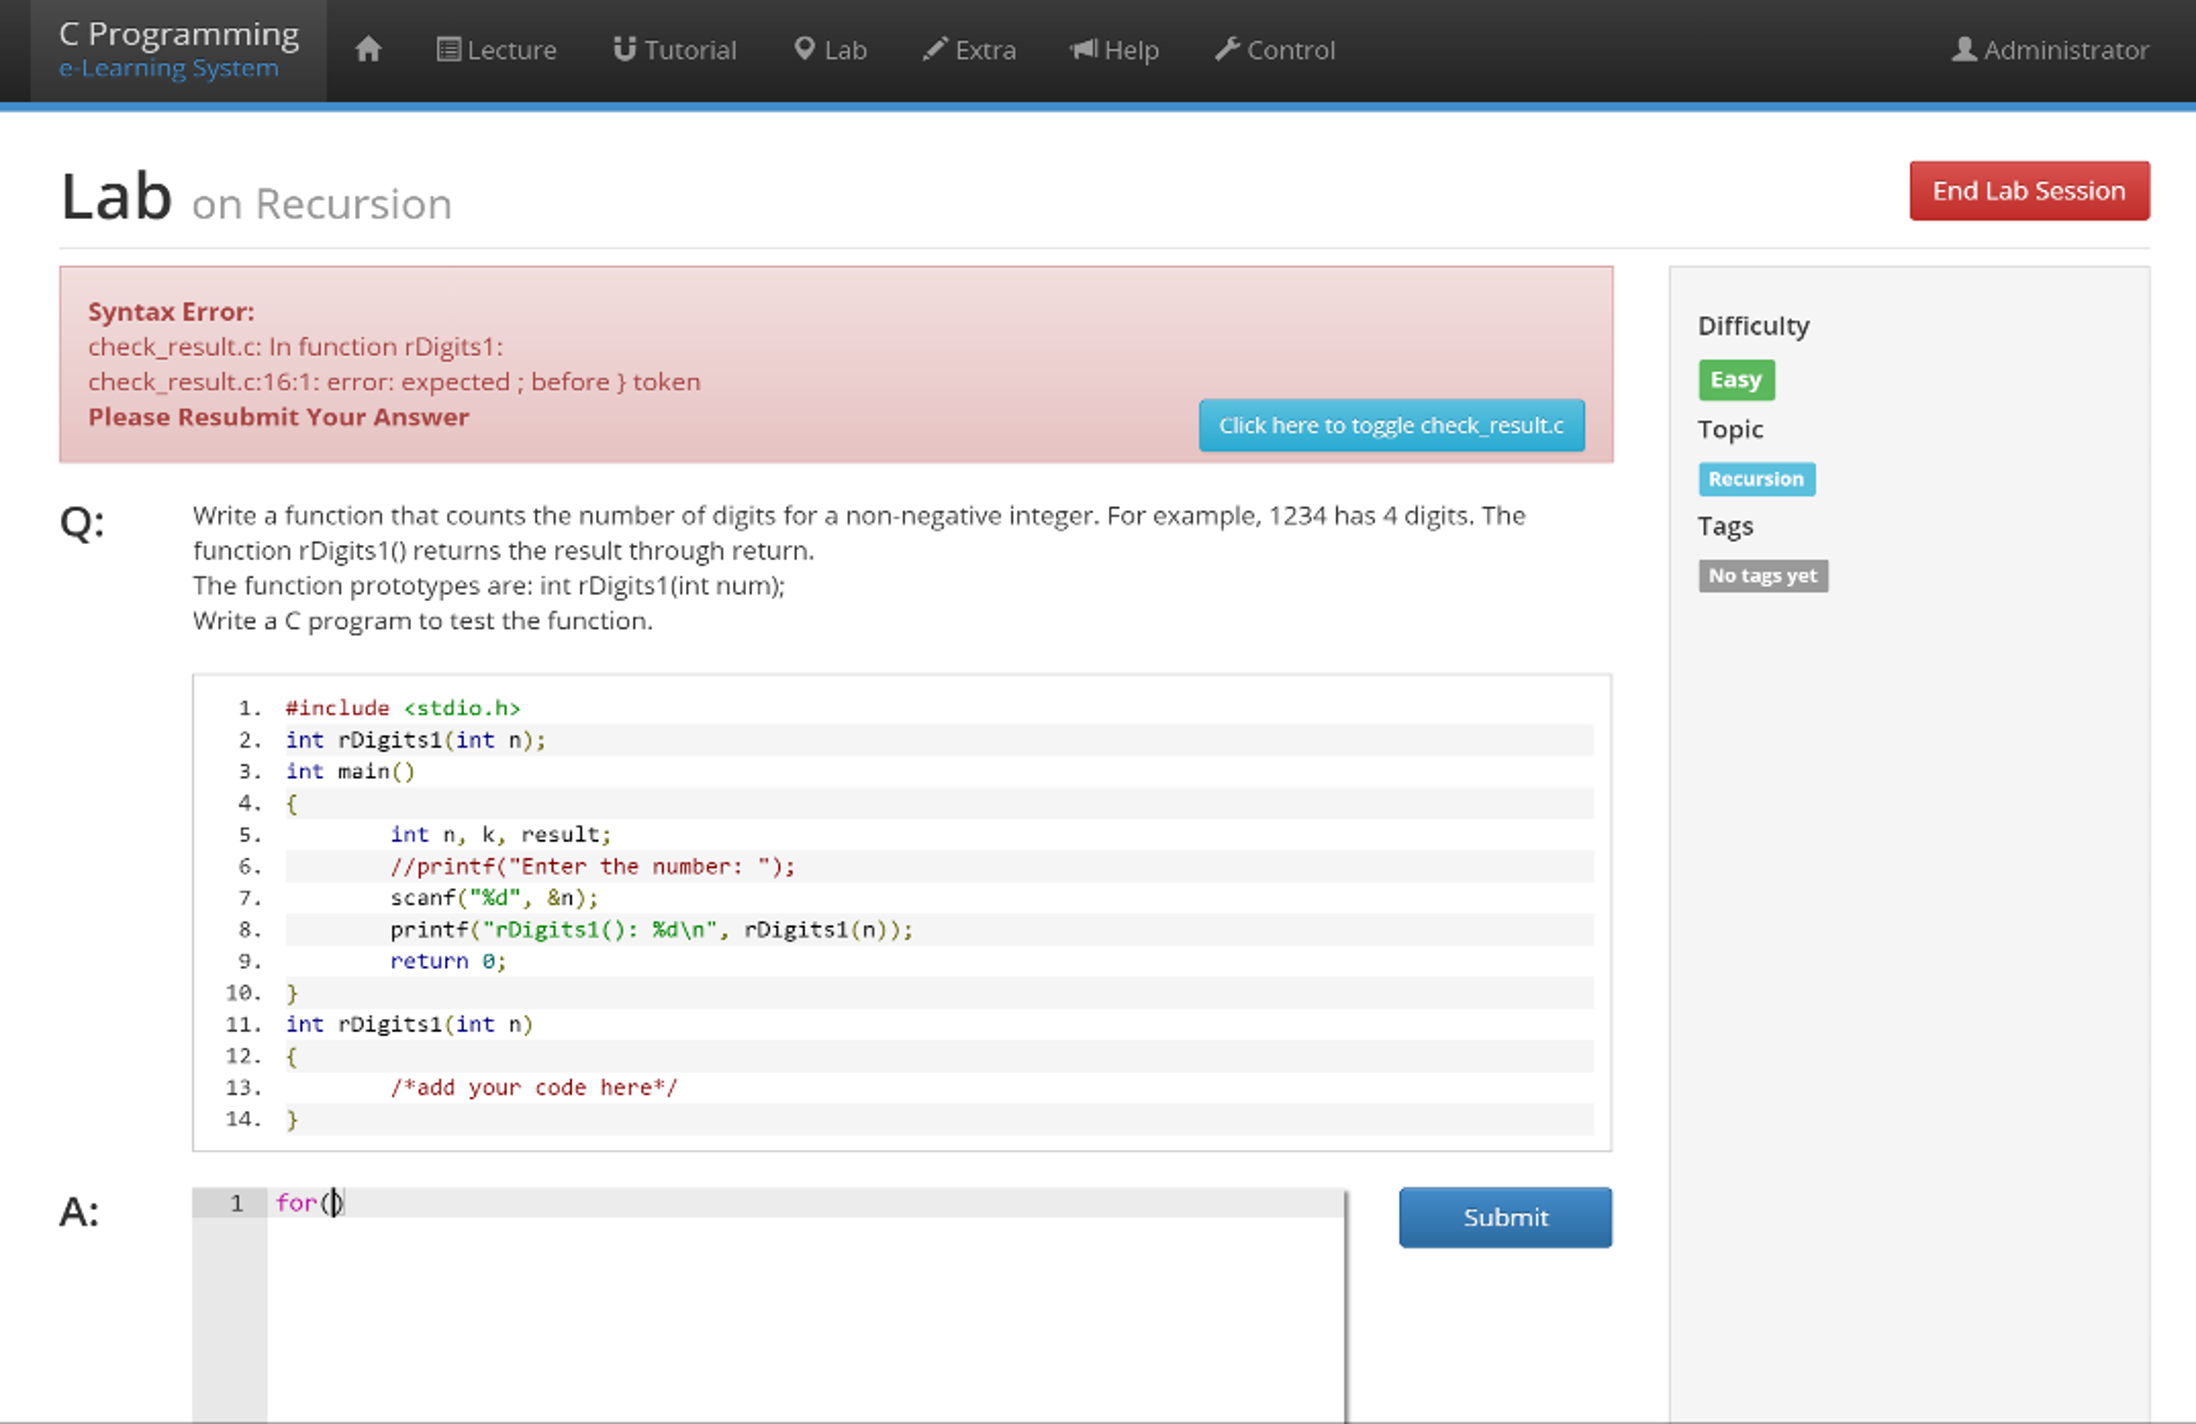 C Programming
e-Learning System
Lecture
Tutorial
Lab
Extra
Help
Control
Administrator
Lab on Recursion
End Lab Session
Syntax Error:
check_result.c: In function rDigits1:
check_result.c:16:1: error: expected ; before } token
Please Resubmit Your Answer
Click here to toggle check_result.c
Q:
Write a function that counts the number of digits for a non-negative integer. For example, 1234 has 4 digits. The
function rDigits1() returns the result through return.
The function prototypes are: int rDigits1(int num);
Write a C program to test the function.
1. #include <stdio.h>
2. int rDigits1(int n);
3. int main()
4. {
5. int n, k, result;
6. //printf("Enter the number: ");
7. scanf("%d", &n);
8. printf("rDigits1(): %d\n", rDigits1(n));
9. return 0;
10. }
11. int rDigits1(int n)
12. {
13. /*add your code here*/
14. }
A:
1 for()
Submit
Difficulty
Easy
Topic
Recursion
Tags
No tags yet